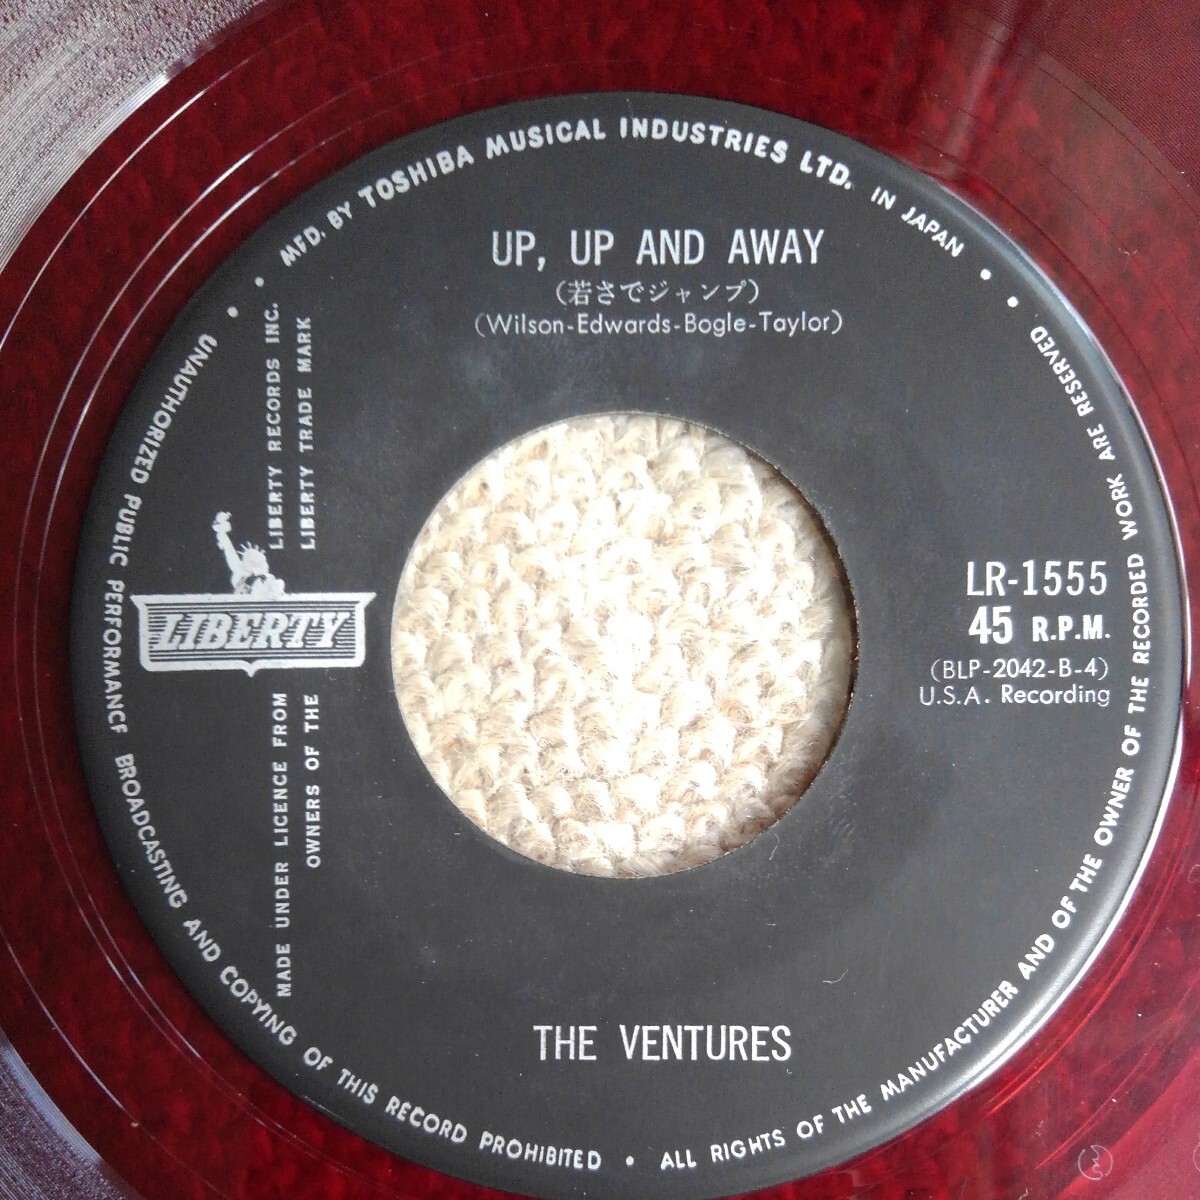 MFD. BY TOSHIBA MUSICAL INDUSTRIES LTD. IN JAPAN
UP, UP AND AWAY
(若さでジャンプ)
(Wilson-Edwards-Bogle-Taylor)
LIBERTY RECORDS INC.
LIBERTY TRADE MARK
LIBERTY
MADE UNDER LICENCE FROM
OWNERS OF THE
LR-1555
45 R.P.M.
(BLP-2042-B-4)
U.S.A. Recording
THE VENTURES
ALL RIGHTS OF THE MANUFACTURER AND OF THE OWNER OF THE RECORDED WORK ARE RESERVED
UNAUTHORIZED PUBLIC PERFORMANCE BROADCASTING AND COPYING OF THIS RECORD PROHIBITED